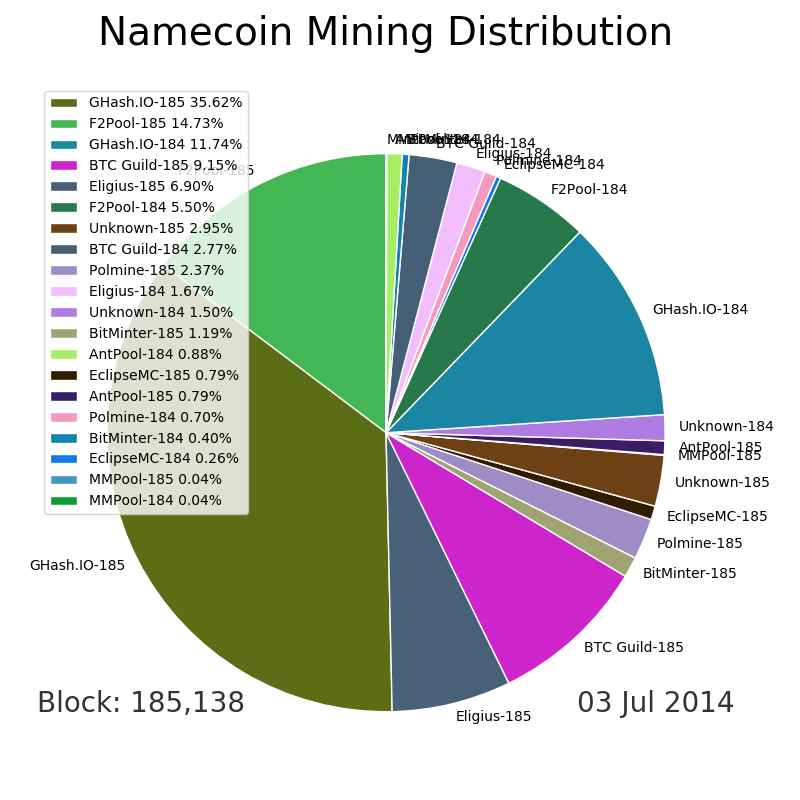 Namecoin Mining Distribution
GHash.IO-185 35.62%
F2Pool-185 14.73%
GHash.IO-184 11.74%
BTC Guild-185 9.15%
Eligius-185 6.90%
F2Pool-184 5.50%
Unknown-185 2.95%
BTC Guild-184 2.77%
Polmine-185 2.37%
Eligius-184 1.67%
Unknown-184 1.50%
BitMinter-185 1.19%
AntPool-184 0.88%
EclipseMC-185 0.79%
AntPool-185 0.79%
Polmine-184 0.70%
BitMinter-184 0.40%
EclipseMC-184 0.26%
MMPool-185 0.04%
MMPool-184 0.04%
BTC Guild-184
Eligius-184
Polmine-184
EclipseMC-184
F2Pool-185
F2Pool-184
GHash.IO-184
Unknown-184
AntPool-185
MMPool-185
Unknown-185
EclipseMC-185
Polmine-185
GHash.IO-185
BitMinter-185
BTC Guild-185
Eligius-185
Block: 185,138
03 Jul 2014